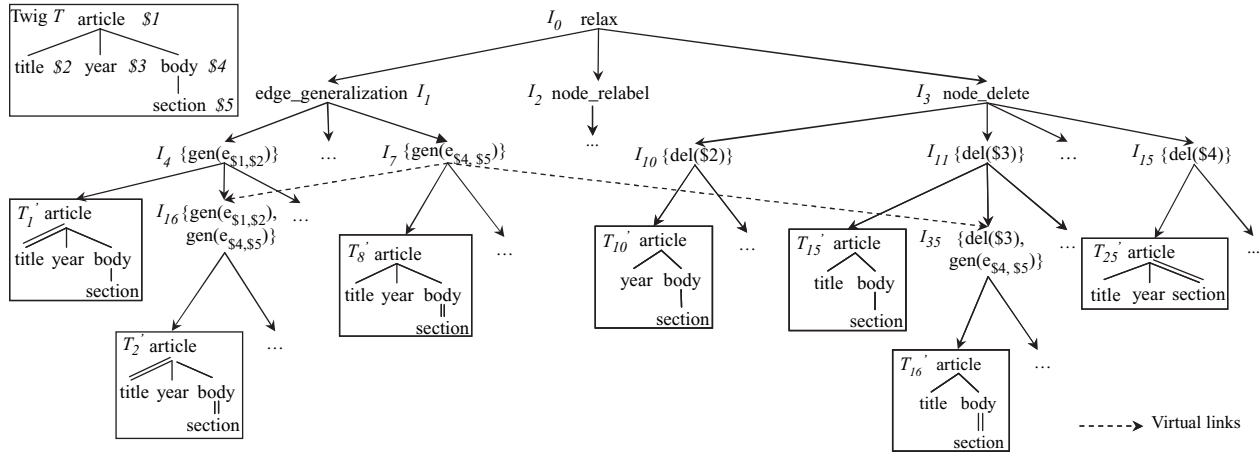 Twig T article $1
title $2 year $3 body $4
section $5
I0 relax
edge_generalization I1
I2 node_relabel
I3 node_delete
...
I4 {gen(e$1,$2)}
...
I7 {gen(e$4,$5)}
I10 {del($2)}
I11 {del($3)}
...
I15 {del($4)}
I16 {gen(e$1,$2),
gen(e$4,$5)}
...
T1' article
title year body
section
T8' article
title year body
section
...
T10' article
year body
section
...
T15' article
title body
section
I35 {del($3),
gen(e$4, $5)}
...
T25' article
title year section
...
T2' article
title year body
section
...
T16' article
title body
section
...
Virtual links